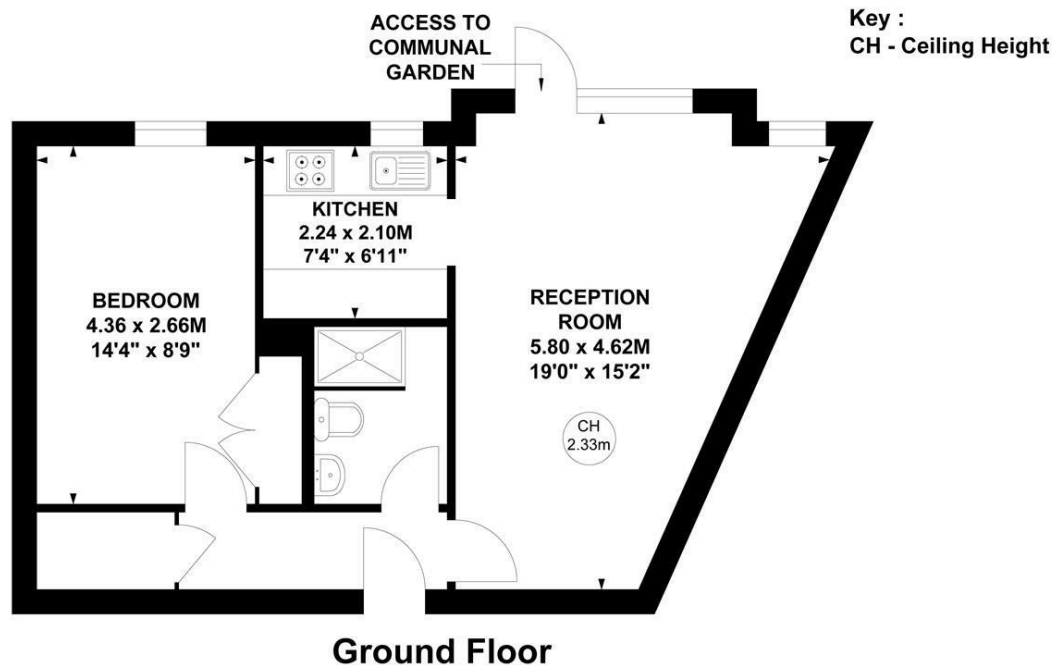 ACCESS TO
COMMUNAL
GARDEN
Key :
CH - Ceiling Height
KITCHEN
2.24 x 2.10M
7'4" x 6'11"
BEDROOM
4.36 x 2.66M
14'4" x 8'9"
RECEPTION
ROOM
5.80 x 4.62M
19'0" x 15'2"
CH
2.33m
Ground Floor